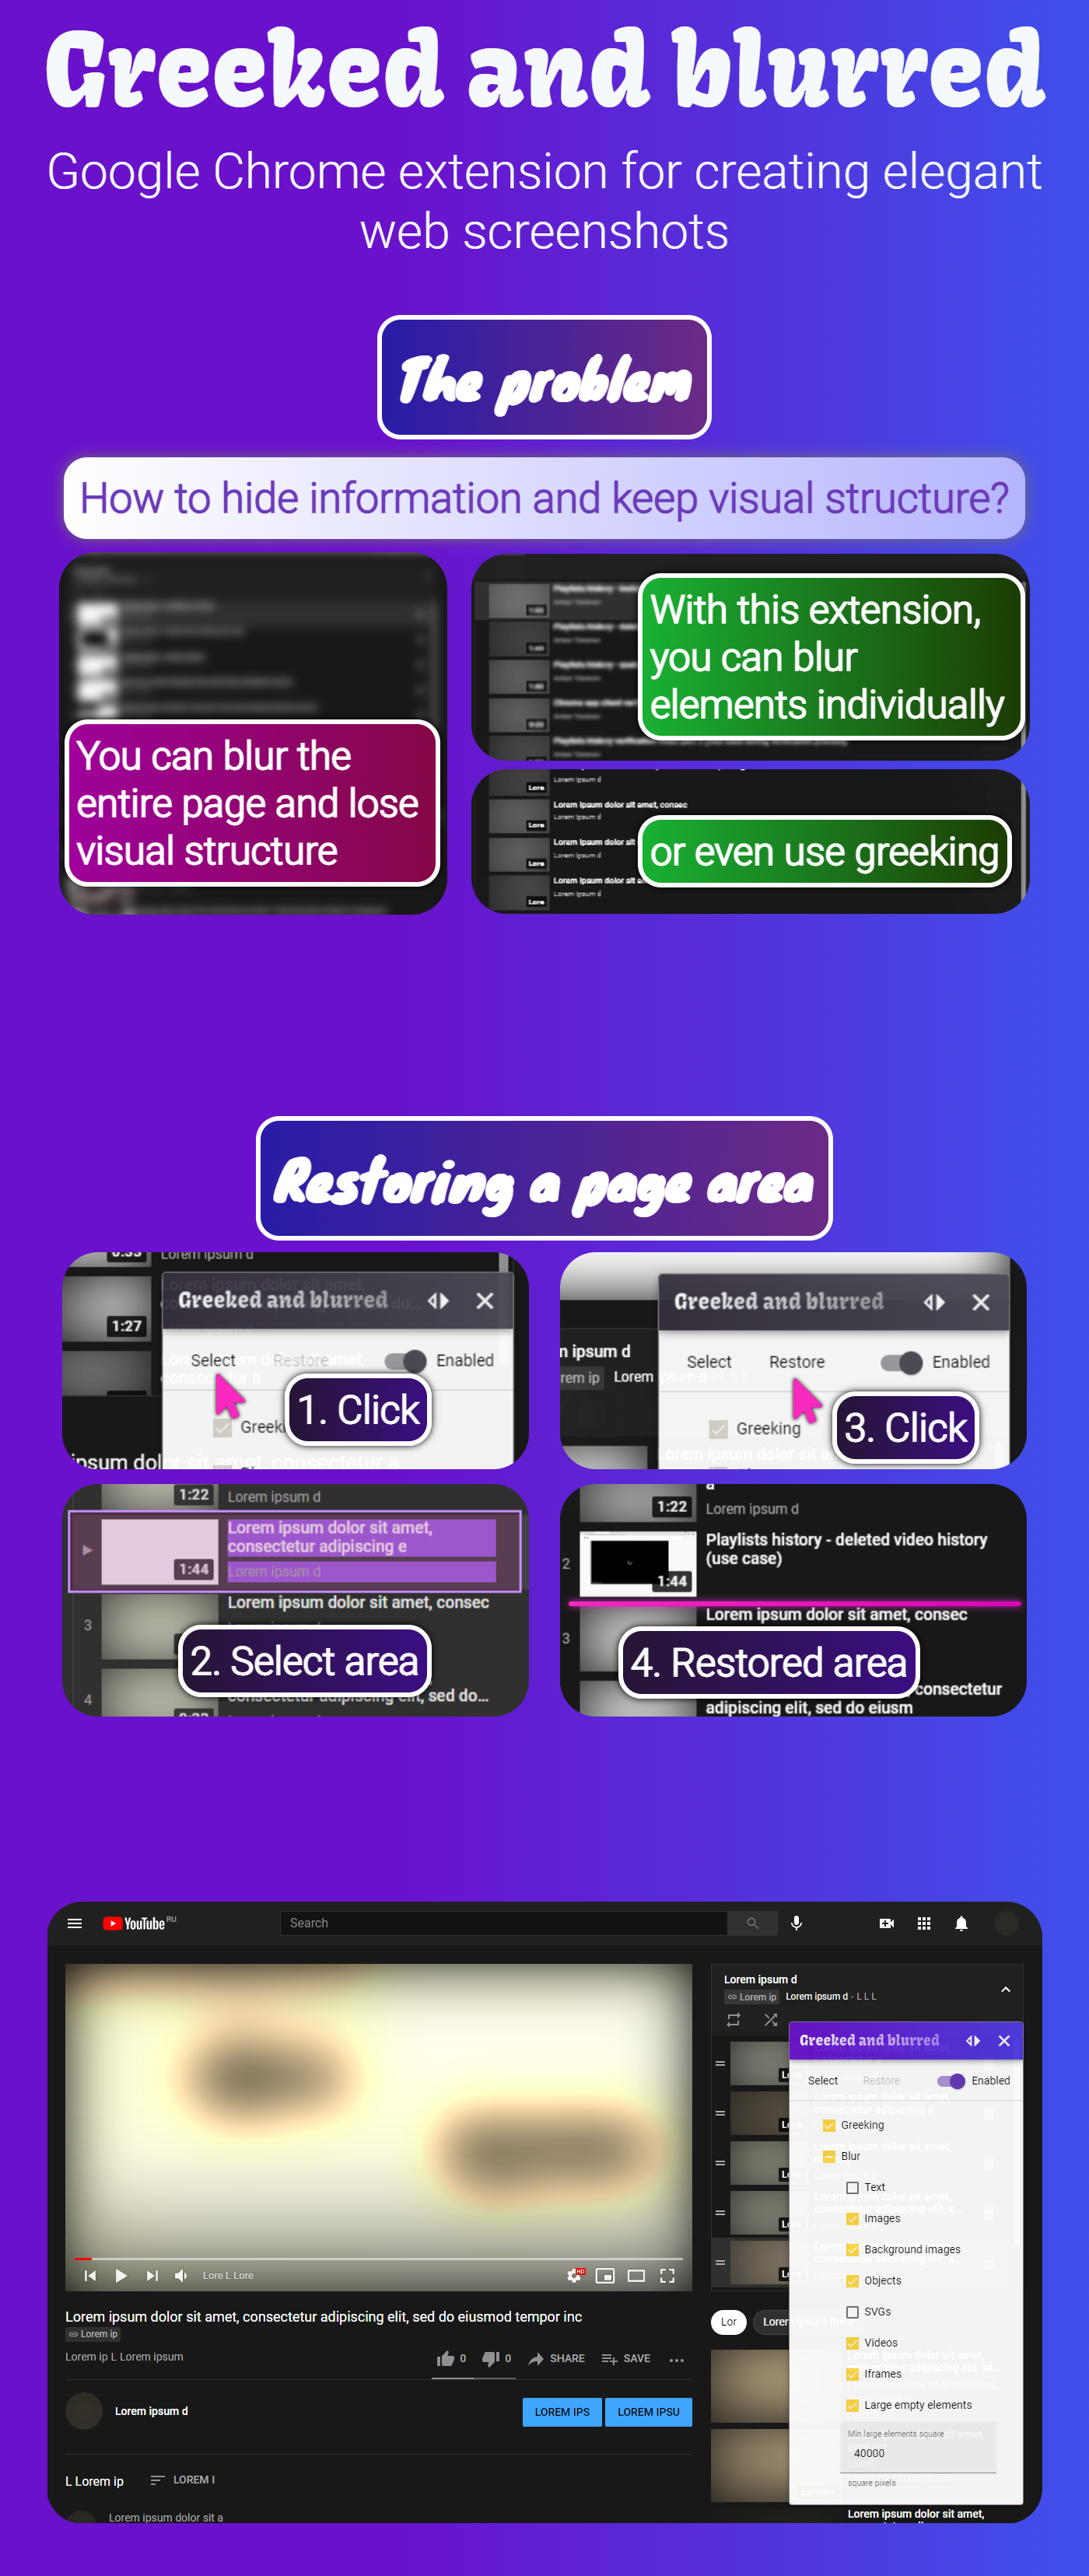 Greeked and blurred
Google Chrome extension for creating elegant
web screenshots
The problem
How to hide information and keep visual structure?
You can blur the
entire page and lose
visual structure
With this extension,
you can blur
elements individually
Lorem ipsum d
Lore
Lorem ipsum dolor sit amet, consec
Lorem ipsum d
Lore
Lorem ipsum dolor sit
Lorem ipsum d
Lore
Lorem ipsum dolor sit a
Lorem ipsum d
Lore
or even use greeking
Restoring a page area
Lorem ipsum d
1:27
Greeked and blurred
Select Restore Enabled
Greeki
1. Click
ipsum dolor sit amet, consectetur a
Greeked and blurred
n ipsum d
Select Restore Enabled
rem ip Lorem
Greeking
3. Click
1:22
Lorem ipsum d
Lorem ipsum dolor sit amet,
consectetur adipiscing e
Lorem ipsum d
1:44
Lorem ipsum dolor sit amet, consec
3
2. Select area
4
consectetur adipiscing elit, sed do...
a
1:22
Lorem ipsum d
Playlists history - deleted video history
(use case)
2
1:44
Lorem ipsum dolor sit amet, consec
3
4. Restored area
, consectetur
adipiscing elit, sed do eiusm
YouTube RU
Search
Lorem ipsum d
Lorem ip Lorem ipsum d - L L L
Greeked and blurred
Select Restore Enabled
Greeking
Blur
Text
Images
Background images
Objects
SVGs
Videos
Iframes
Large empty elements
Min large elements square
40000
square pixels
Lore L Lore
HD
Lorem ipsum dolor sit amet, consectetur adipiscing elit, sed do eiusmod tempor inc
Lorem ip
Lorem ip L Lorem ipsum
0 0 SHARE SAVE
Lor Lorer
Lorem ipsum d
LOREM IPS LOREM IPSU
L Lorem ip LOREM I
Lorem ipsum dolor sit a
Lorem ipsum dolor sit amet,